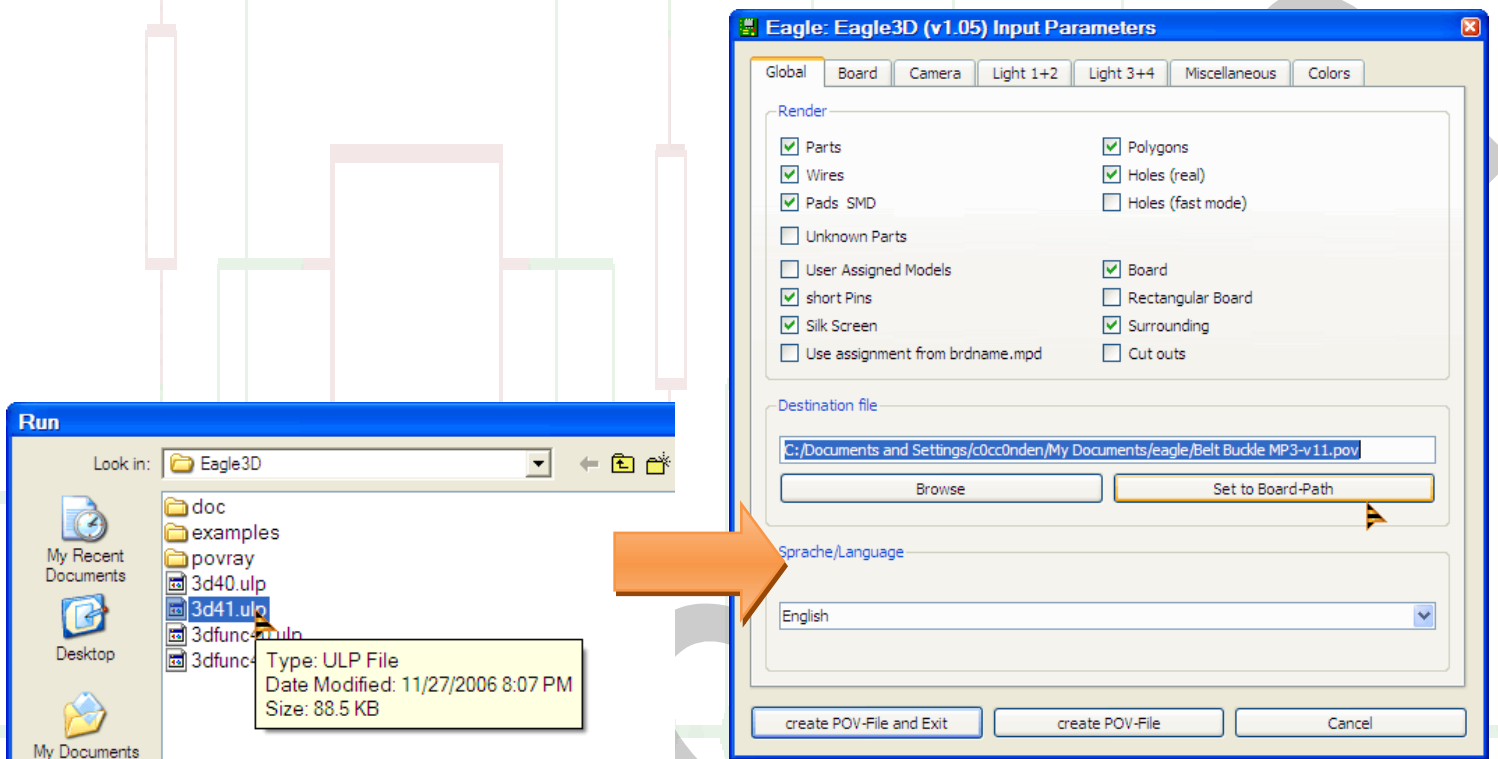 Run
Look in: Eagle3D
My Recent
Documents
Desktop
My Documents
doc
examples
povray
3d40.ulp
3d41.ulp
Type: ULP File
Date Modified: 11/27/2006 8:07 PM
Size: 88.5 KB
Eagle: Eagle3D (v1.05) Input Parameters
Global Board Camera Light 1+2 Light 3+4 Miscellaneous Colors
Render
Parts Polygons
Wires Holes (real)
Pads SMD Holes (fast mode)
Unknown Parts
User Assigned Models Board
short Pins Rectangular Board
Silk Screen Surrounding
Use assignment from brdname.mpd Cut outs
Destination file
C:/Documents and Settings/c0cc0nden/My Documents/eagle/Belt Buckle MP3-v11.pov
Browse Set to Board-Path
Sprache/Language
English
create POV-File and Exit create POV-File Cancel